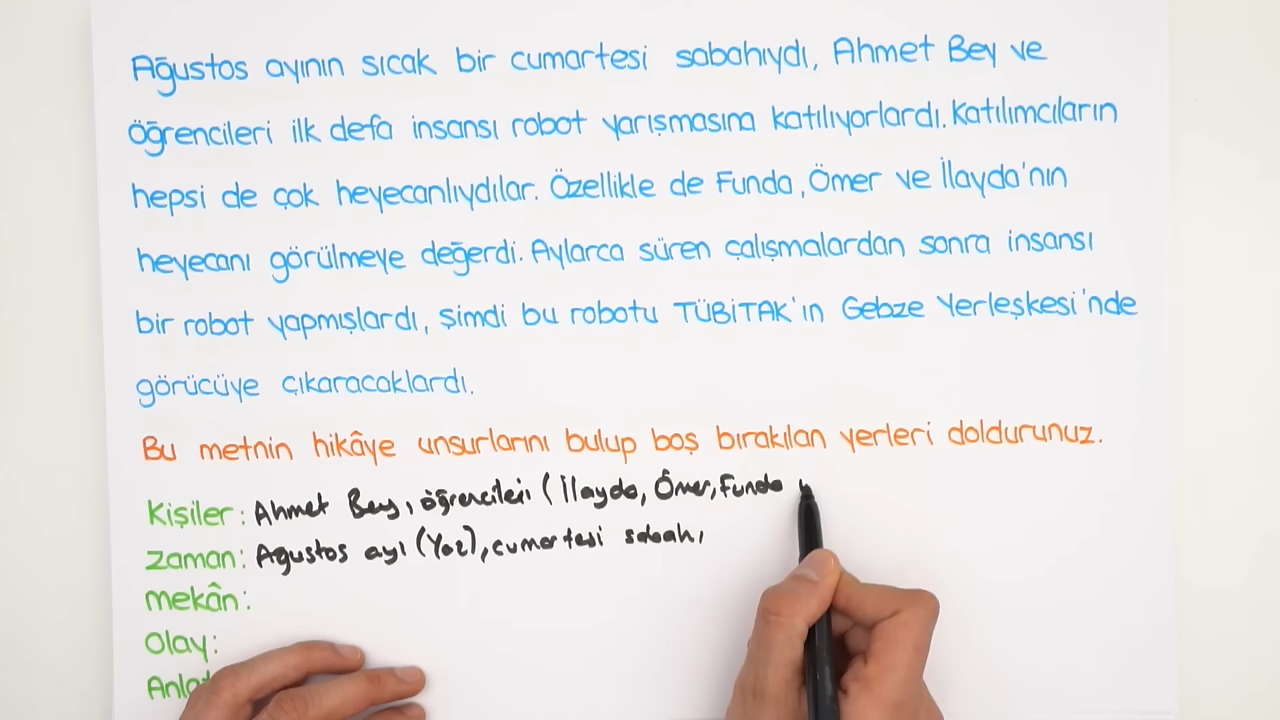 Ağustos ayının sıcak bir cumartesi sabahıydı, Ahmet Bey ve
Öğrencileri ilk defa insansı robot yarışmasına katılıyorlardı. Katılımcıların
hepsi de çok heyecanlıydılar. Özellikle de Funda, Ömer ve İlayda'nın
heyecanı görülmeye değerdi. Aylarca süren çalışmalardan sonra insansı
bir robot yapmışlardı, şimdi bu robotu TÜBİTAK'ın Gebze Yerleşkesi'nde
görücüye çıkaracaklardı.
Bu metnin hikâye unsurlarını bulup boş bırakılan yerleri doldurunuz.
Kişiler: Ahmet Bey, öğrencileri (İlayda, Ömer, Funda
zaman: Ağustos ayı (Yaz), cumartesi sabahı
mekân:
Olay: